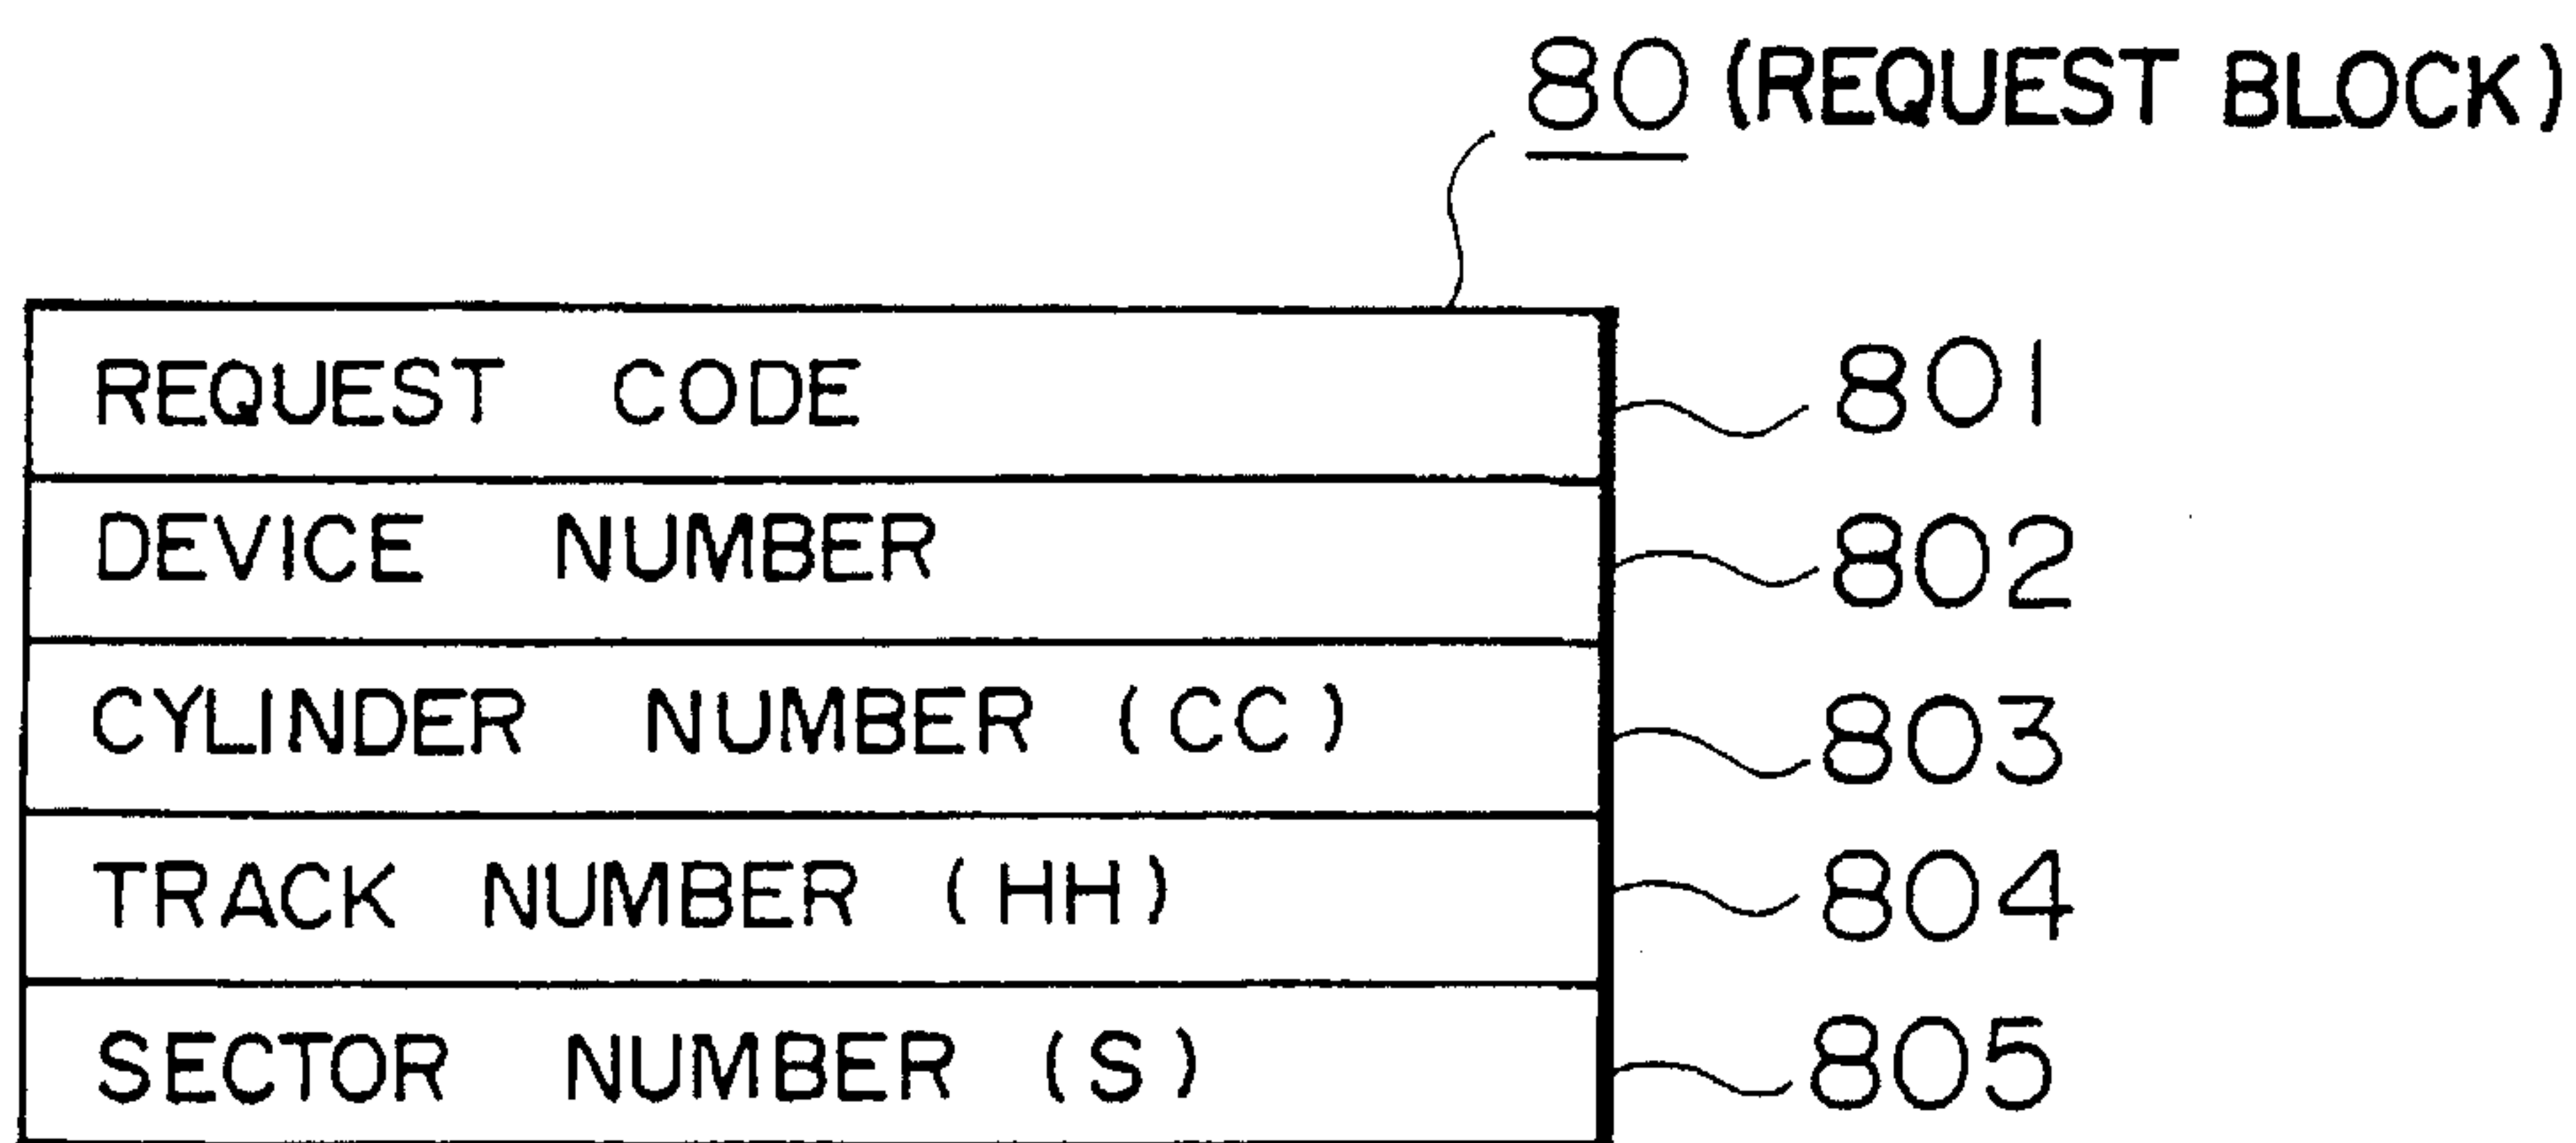 80 (REQUEST BLOCK)
REQUEST CODE 801
DEVICE NUMBER 802
CYLINDER NUMBER (CC) 803
TRACK NUMBER (HH) 804
SECTOR NUMBER (S) 805